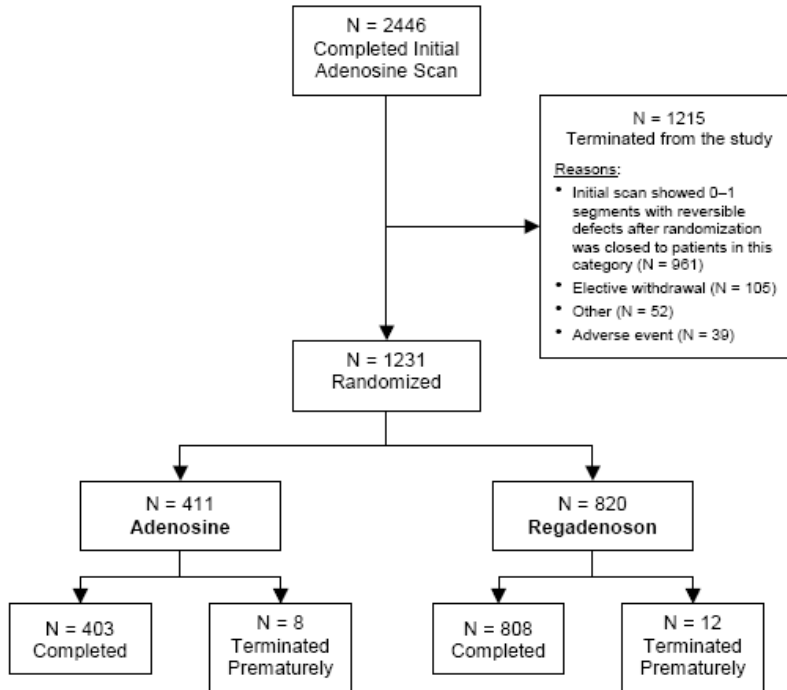 N = 2446
Completed Initial
Adenosine Scan
N = 1215
Terminated from the study
Reasons:
• Initial scan showed 0–1
segments with reversible
defects after randomization
was closed to patients in this
category (N = 961)
• Elective withdrawal (N = 105)
• Other (N = 52)
• Adverse event (N = 39)
N = 1231
Randomized
N = 411
Adenosine
N = 820
Regadenoson
N = 403
Completed
N = 8
Terminated
Prematurely
N = 808
Completed
N = 12
Terminated
Prematurely